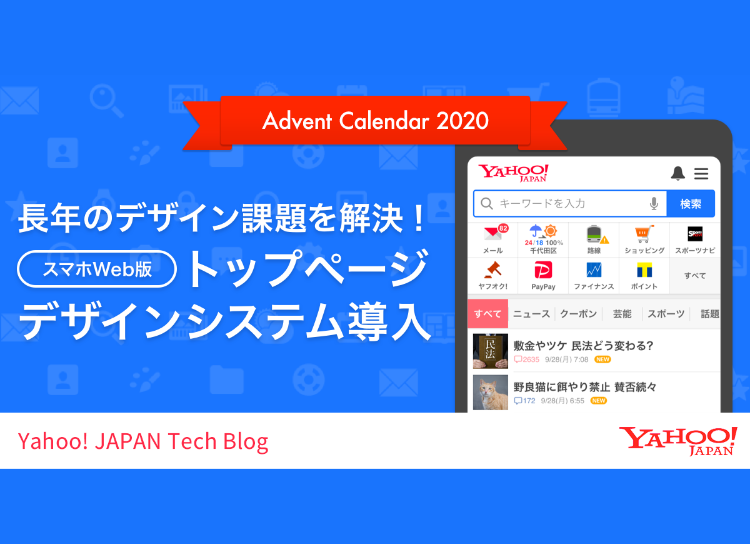 Advent Calendar 2020
長年のデザイン課題を解決！
スマホWeb版 トップページ
デザインシステム導入
YAHOO!
JAPAN
キーワードを入力 検索
82
24/18 100%
メール 千代田区 路線 ショッピング スポーツナビ
ヤフオク! PayPay ファイナンス ポイント すべて
すべて ニュース クーポン 芸能 スポーツ 話題
民法
敷金やツケ 民法どう変わる?
2635 9/28(月) 7:08 NEW
野良猫に餌やり禁止 賛否続々
172 9/28(月) 6:55 NEW
Yahoo! JAPAN Tech Blog
YAHOO!
JAPAN